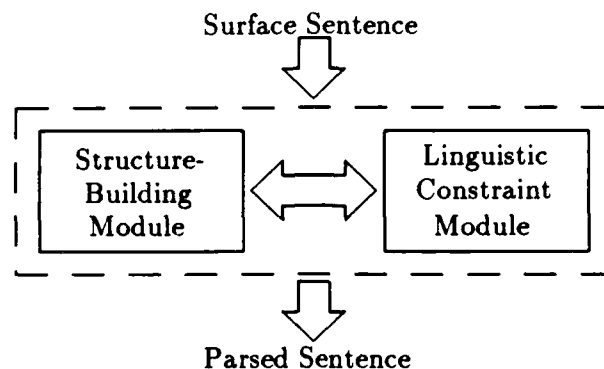 Surface Sentence
Structure-
Building
Module
Linguistic
Constraint
Module
Parsed Sentence